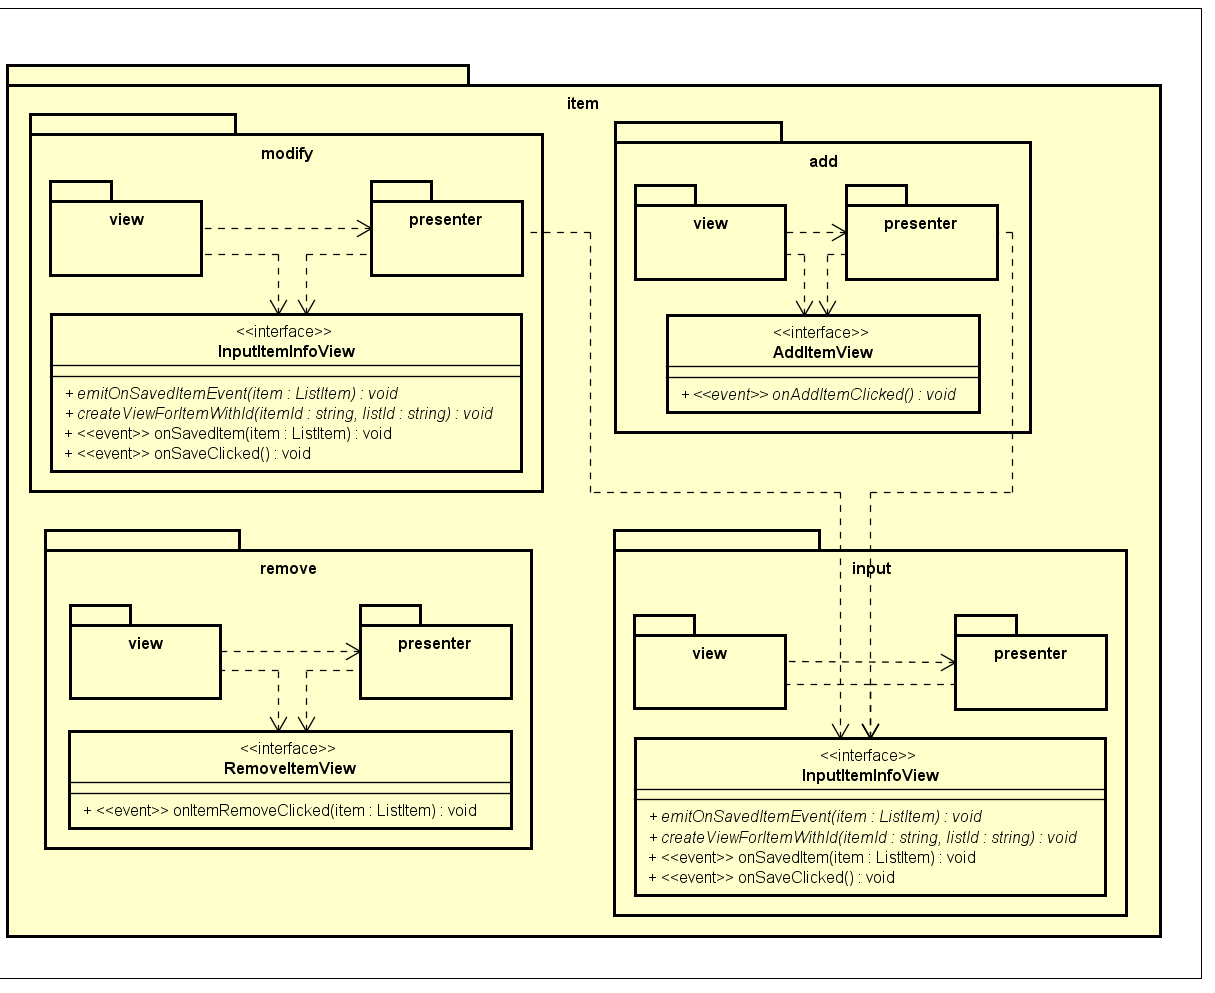 item
modify
view
presenter
<<interface>>
InputItemInfoView
+ emitOnSavedItemEvent(item : ListItem) : void
+ createViewForItemWithId(itemId : string, listId : string) : void
+ <<event>> onSavedItem(item : ListItem) : void
+ <<event>> onSaveClicked() : void
add
view
presenter
<<interface>>
AddItemView
+ <<event>> onAddItemClicked() : void
remove
view
presenter
<<interface>>
RemoveItemView
+ <<event>> onItemRemoveClicked(item : ListItem) : void
input
view
presenter
<<interface>>
InputItemInfoView
+ emitOnSavedItemEvent(item : ListItem) : void
+ createViewForItemWithId(itemId : string, listId : string) : void
+ <<event>> onSavedItem(item : ListItem) : void
+ <<event>> onSaveClicked() : void